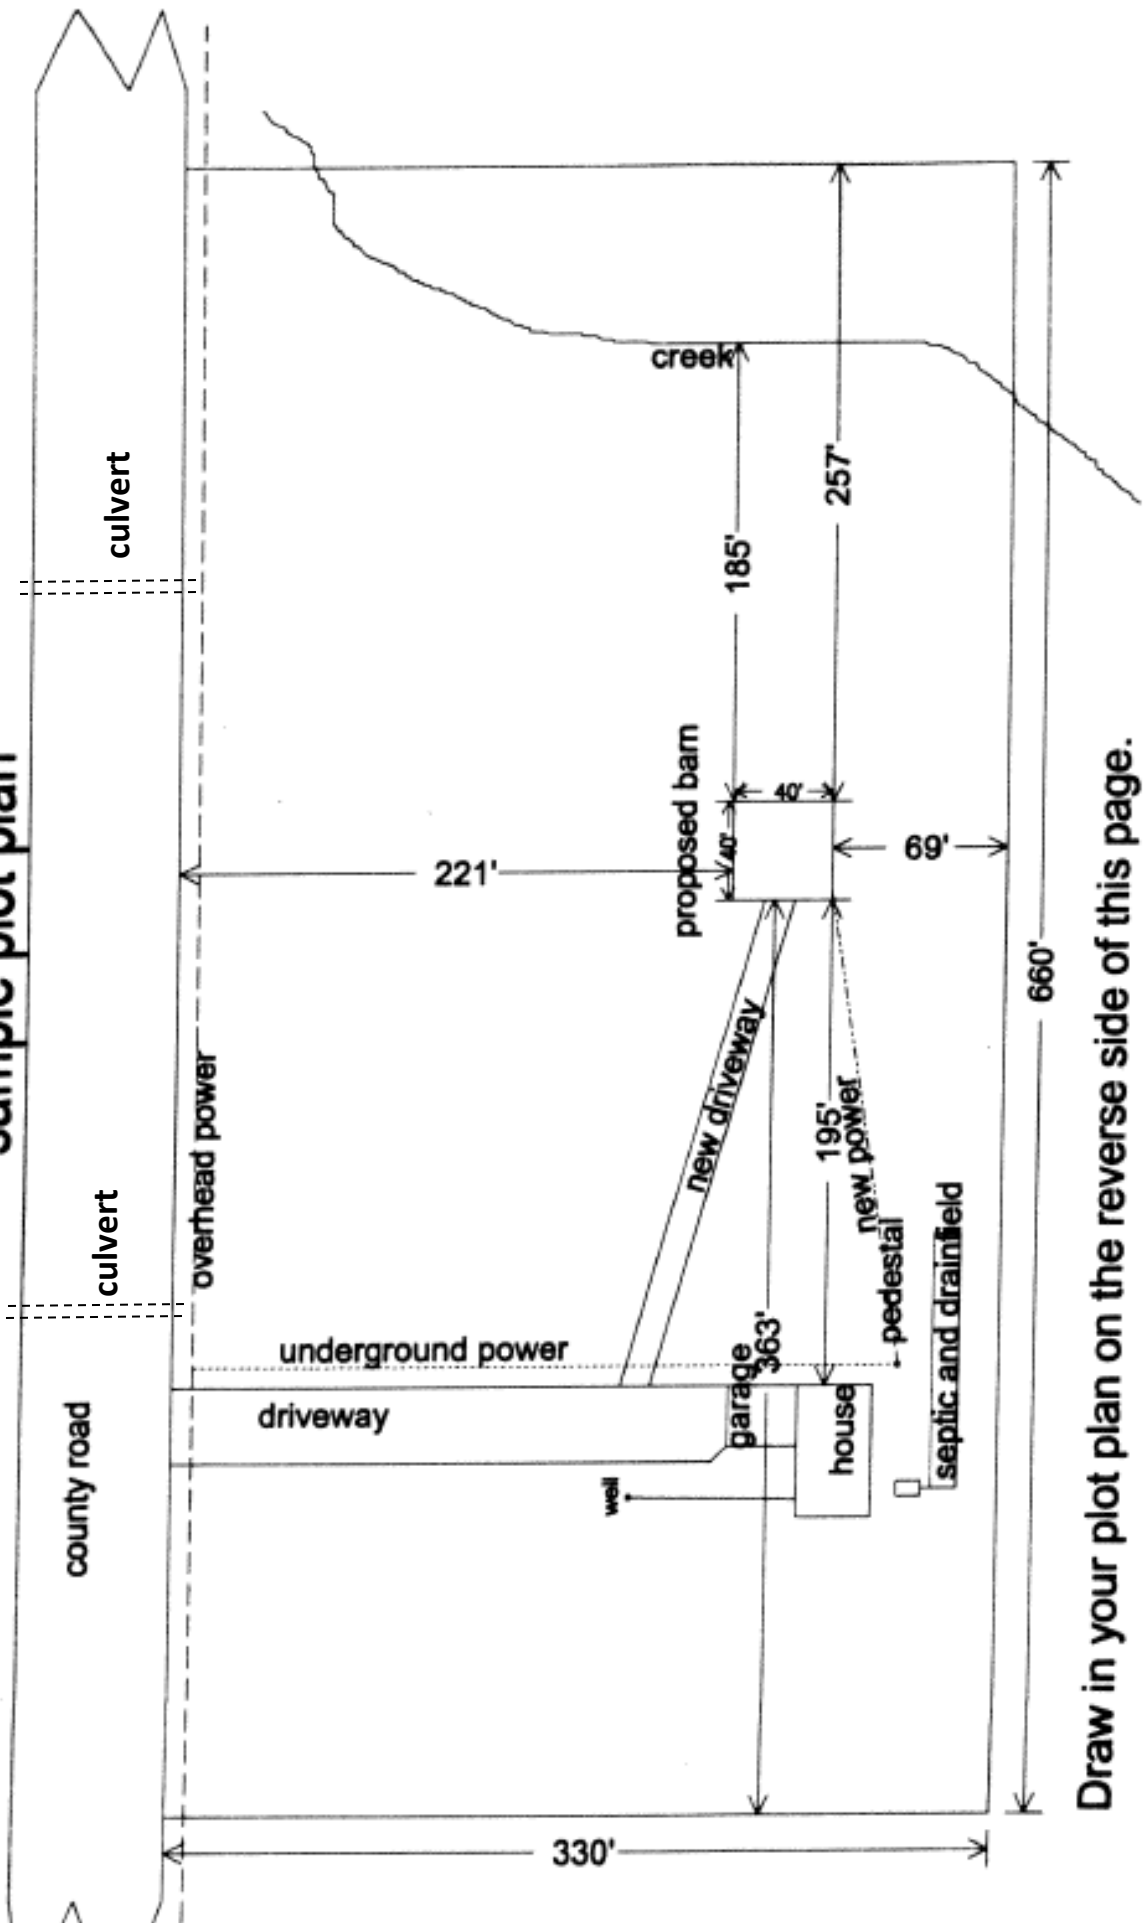 sample plot plan
county road
culvert
culvert
overhead power
underground power
driveway
221'
well
proposed barn
40'
40'
creek
185'
257'
69'
new driveway
195'
new power
363'
garage
house
pedestal
septic and drainfield
330'
660'
Draw in your plot plan on the reverse side of this page.